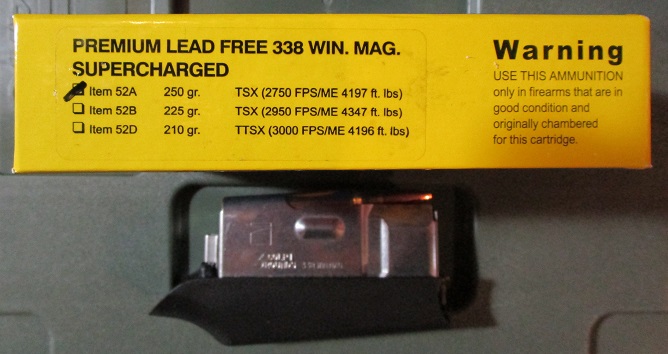 PREMIUM LEAD FREE 338 WIN. MAG.
SUPERCHARGED
Item 52A 250 gr. TSX (2750 FPS/ME 4197 ft. lbs)
Item 52B 225 gr. TSX (2950 FPS/ME 4347 ft. lbs)
Item 52D 210 gr. TTSX (3000 FPS/ME 4196 ft. lbs)
Warning
USE THIS AMMUNITION
only in firearms that are in
good condition and
originally chambered
for this cartridge.